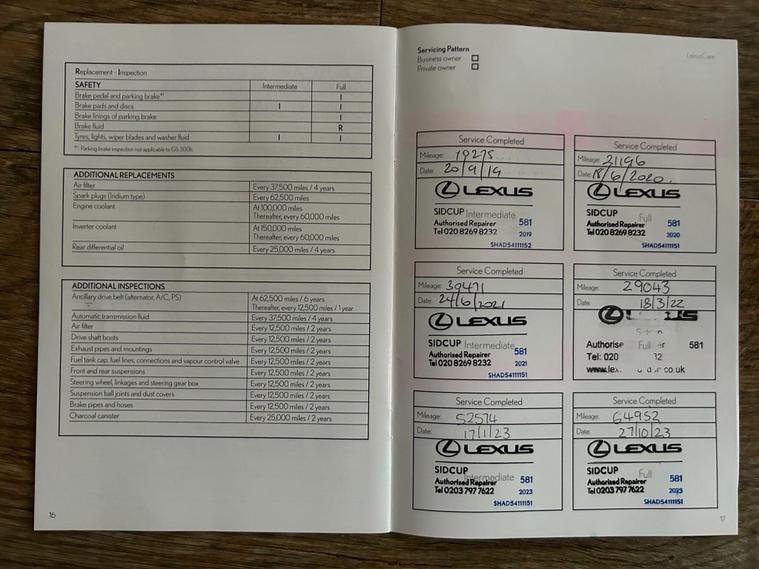 Replacement - Inspection
SAFETY Intermediate Full
Brake pedal and parking brake*¹ I
Brake pads and discs I I
Brake linings of parking brake I
Brake fluid R
Tyres, lights, wiper blades and washer fluid I I
*¹: Parking brake inspection not applicable to GS 300h.
ADDITIONAL REPLACEMENTS
Air filter Every 37,500 miles / 4 years
Spark plugs (Iridium type) Every 62,500 miles
Engine coolant At 100,000 miles
Thereafter, every 60,000 miles
Inverter coolant At 150,000 miles
Thereafter, every 60,000 miles
Rear differential oil Every 25,000 miles / 4 years
ADDITIONAL INSPECTIONS
Ancillary drive belt (alternator, A/C, PS) At 62,500 miles / 6 years
Thereafter, every 12,500 miles / 1 year
Automatic transmission fluid Every 37,500 miles / 4 years
Air filter Every 12,500 miles / 2 years
Drive shaft boots Every 12,500 miles / 2 years
Exhaust pipes and mountings Every 12,500 miles / 2 years
Fuel tank cap, fuel lines, connections and vapour control valve Every 12,500 miles / 2 years
Front and rear suspensions Every 12,500 miles / 2 years
Steering wheel, linkages and steering gear box Every 12,500 miles / 2 years
Suspension ball joints and dust covers Every 12,500 miles / 2 years
Brake pipes and hoses Every 12,500 miles / 2 years
Charcoal canister Every 25,000 miles / 2 years
16
Servicing Pattern
Business owner
Private owner
LexusCare
Service Completed
Mileage: 19275
Date: 20/9/19
LEXUS
SIDCUP Intermediate
Authorised Repairer 581
Tel 020 8269 8232 2019
SHAD54111152
Service Completed
Mileage: 21196
Date: 18/6/2020
LEXUS
SIDCUP Full
Authorised Repairer 581
Tel 020 8269 8232 2020
SHAD54111151
Service Completed
Mileage: 39471
Date: 24/6/2021
LEXUS
SIDCUP Intermediate
Authorised Repairer 581
Tel 020 8269 8232 2021
SHAD54111151
Service Completed
Mileage: 29043
Date: 18/3/22
Full
Authorise 581
Tel: 020 32
co.uk
Service Completed
Mileage: 52574
Date: 17/1/23
LEXUS
SIDCUP Intermediate
Authorised Repairer 581
Tel 0203 797 7622 2023
SHAD54111151
Service Completed
Mileage: 64952
Date: 27/10/23
LEXUS
SIDCUP Full
Authorised Repairer 581
Tel 0203 797 7622 2023
SHAD54111151
17